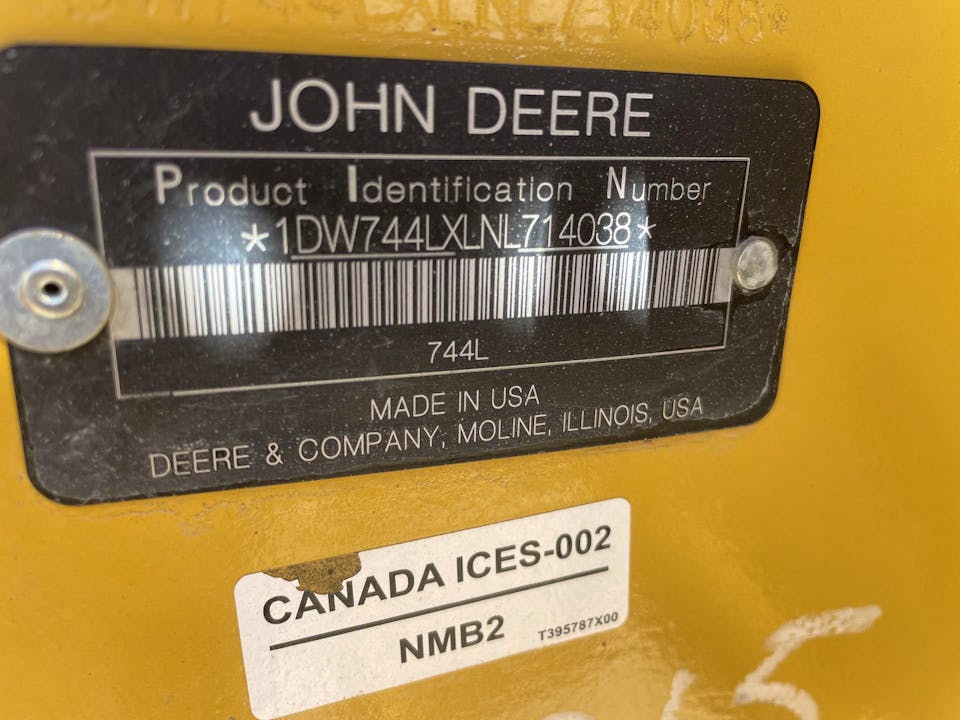 JOHN DEERE
Product Identification Number
*1DW744LXLNL714038*
744L
MADE IN USA
DEERE & COMPANY, MOLINE, ILLINOIS, USA
CANADA ICES-002
NMB2
T395787X00